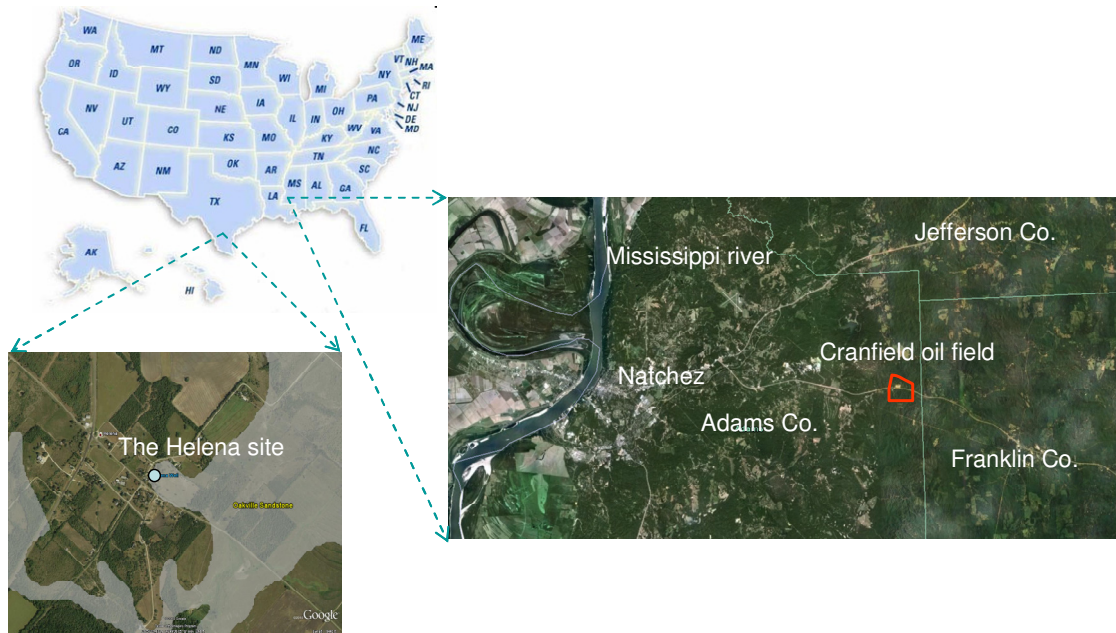 WA
MT
ND
MN
ME
VT
NH
MA
RI
CT
NJ
DE
MD
OR
ID
SD
WI
MI
NY
WY
PA
NE
IA
IL
IN
OH
NV
UT
CO
KS
MO
KY
WV
VA
CA
AZ
NM
OK
AR
TN
NC
SC
MS
AL
GA
TX
LA
FL
AK
HI
Mississippi river
Jefferson Co.
Cranfield oil field
Natchez
Adams Co.
Franklin Co.
The Helena site
Oakville Sandstone
Google